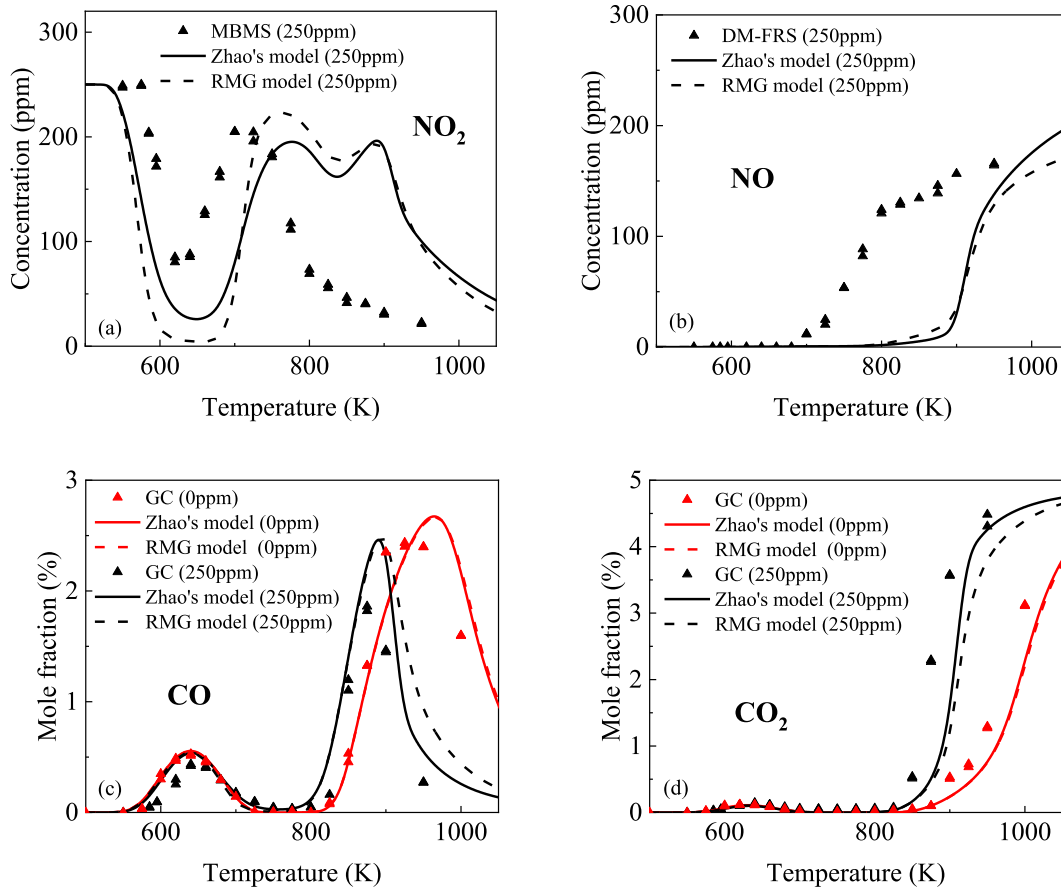 300
200
100
0
Concentration (ppm)
MBMS (250ppm)
Zhao's model (250ppm)
RMG model (250ppm)
NO₂
(a)
600 800 1000
Temperature (K)
300
200
100
0
Concentration (ppm)
DM-FRS (250ppm)
Zhao's model (250ppm)
RMG model (250ppm)
NO
(b)
600 800 1000
Temperature (K)
3
2
1
0
Mole fraction (%)
GC (0ppm)
Zhao's model (0ppm)
RMG model (0ppm)
GC (250ppm)
Zhao's model (250ppm)
RMG model (250ppm)
CO
(c)
600 800 1000
Temperature (K)
5
4
3
2
1
0
Mole fraction (%)
GC (0ppm)
Zhao's model (0ppm)
RMG model (0ppm)
GC (250ppm)
Zhao's model (250ppm)
RMG model (250ppm)
CO₂
(d)
600 800 1000
Temperature (K)